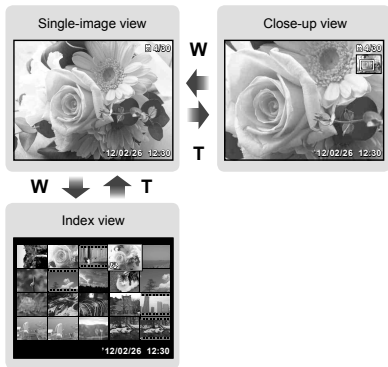 Single-image view
4/30
'12/02/26 12:30
W
T
Close-up view
4/30
'12/02/26 12:30
W T
Index view
'12/02/26 12:30